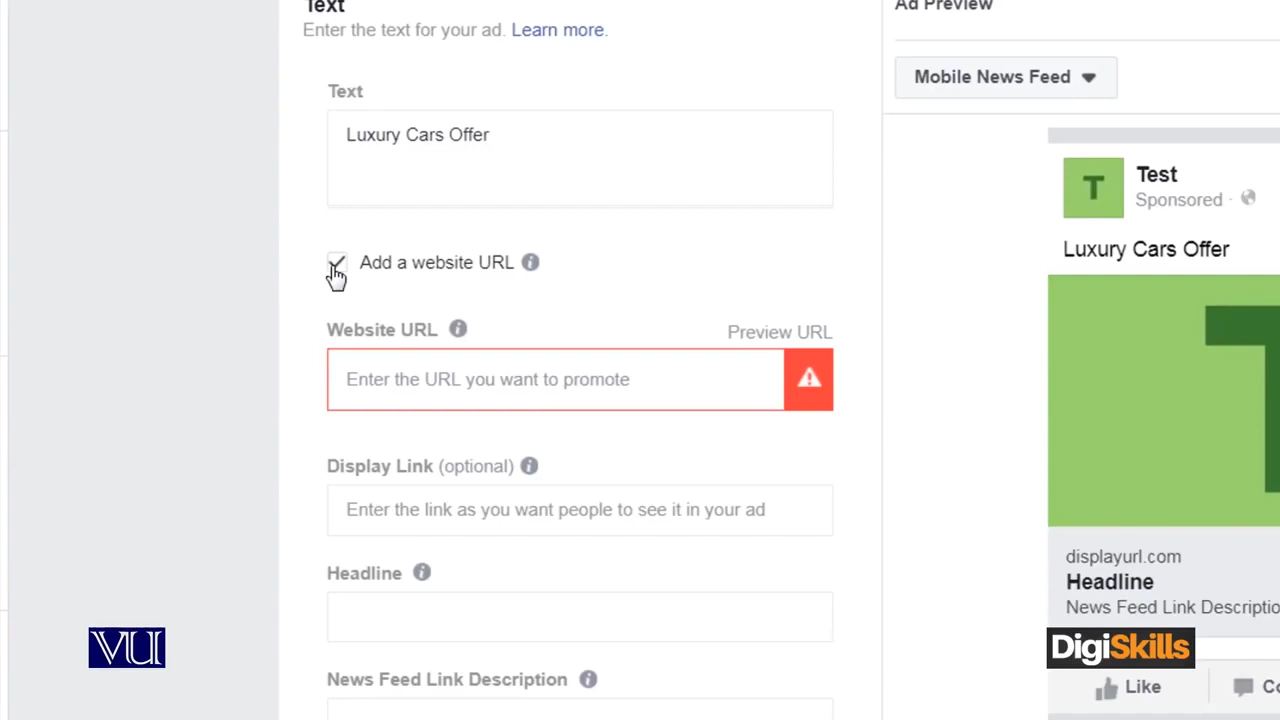 Text
Enter the text for your ad. Learn more.
Text
Luxury Cars Offer
Add a website URL
Website URL
Preview URL
Enter the URL you want to promote
Display Link (optional)
Enter the link as you want people to see it in your ad
Headline
News Feed Link Description
VU
Ad Preview
Mobile News Feed
T
Test
Sponsored ·
Luxury Cars Offer
displayurl.com
Headline
News Feed Link Descriptio
DigiSkills
Like
Co